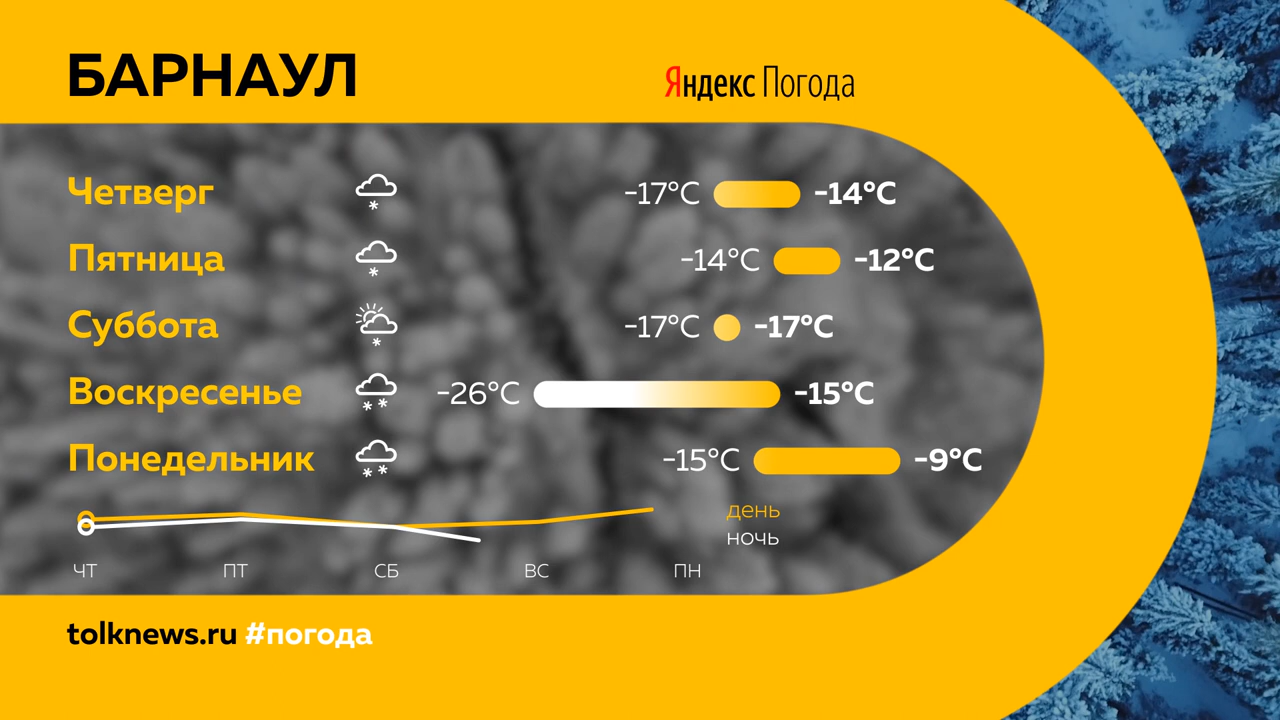 БАРНАУЛ
Яндекс Погода
Четверг -17°C -14°C
Пятница -14°C -12°C
Суббота -17°C -17°C
Воскресенье -26°C -15°C
Понедельник -15°C -9°C
день
ночь
ЧТ ПТ СБ ВС ПН
tolknews.ru #погода